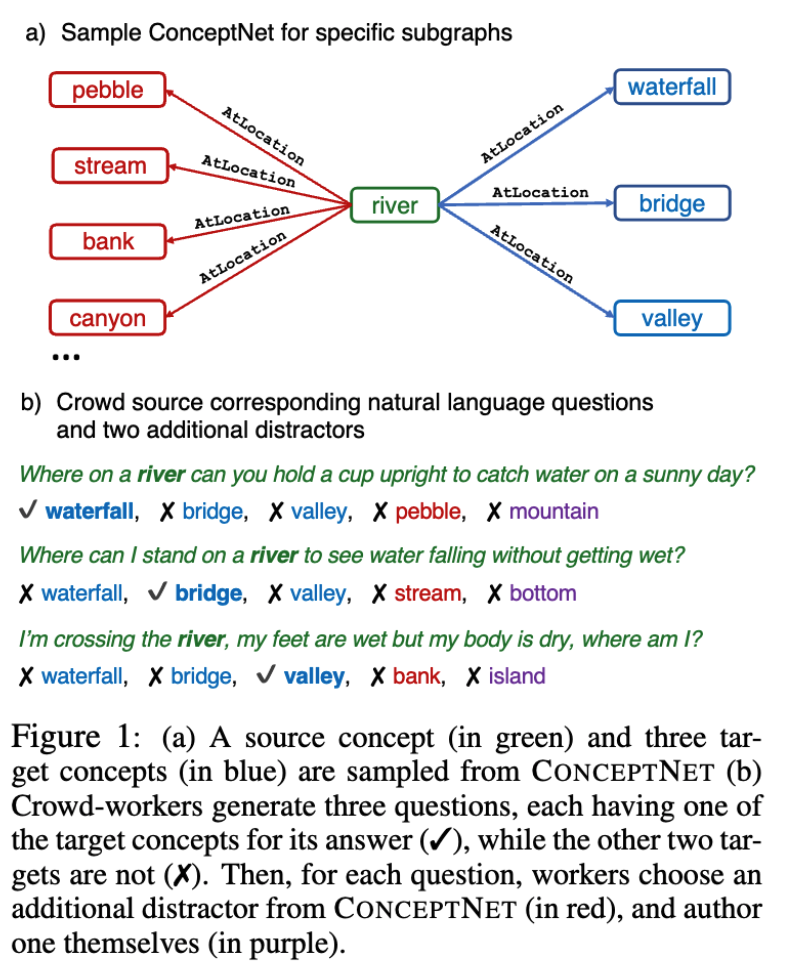 a) Sample ConceptNet for specific subgraphs
pebble
stream
bank
canyon
...
AtLocation
AtLocation
AtLocation
AtLocation
river
AtLocation
AtLocation
AtLocation
waterfall
bridge
valley
b) Crowd source corresponding natural language questions
and two additional distractors
Where on a river can you hold a cup upright to catch water on a sunny day?
✓ waterfall, ✗ bridge, ✗ valley, ✗ pebble, ✗ mountain
Where can I stand on a river to see water falling without getting wet?
✗ waterfall, ✓ bridge, ✗ valley, ✗ stream, ✗ bottom
I'm crossing the river, my feet are wet but my body is dry, where am I?
✗ waterfall, ✗ bridge, ✓ valley, ✗ bank, ✗ island
Figure 1: (a) A source concept (in green) and three tar-
get concepts (in blue) are sampled from CONCEPTNET (b)
Crowd-workers generate three questions, each having one of
the target concepts for its answer (✓), while the other two tar-
gets are not (✗). Then, for each question, workers choose an
additional distractor from CONCEPTNET (in red), and author
one themselves (in purple).